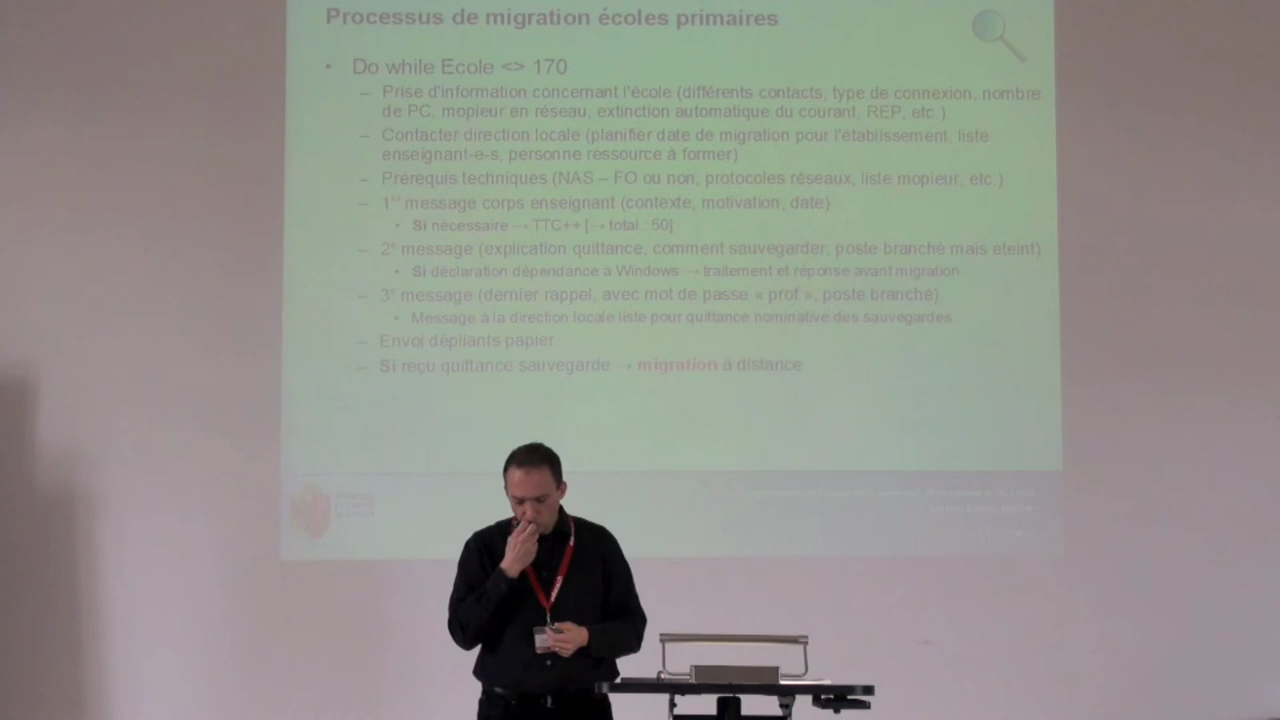 Processus de migration écoles primaires
• Do while Ecole <> 170
– Prise d'information concernant l'école (différents contacts, type de connexion, nombre
de PC, mopieur en réseau, extinction automatique du courant, REP, etc.)
– Contacter direction locale (planifier date de migration pour l'établissement, liste
enseignant-e-s, personne ressource à former)
– Prérequis techniques (NAS – FO ou non, protocoles réseaux, liste mopieur, etc.)
– 1er message corps enseignant (contexte, motivation, date)
• Si nécessaire → TTC++ [→ total : 50]
– 2e message (explication quittance, comment sauvegarder, poste branché mais éteint)
• Si déclaration dépendance à Windows → traitement et réponse avant migration
– 3e message (dernier rappel, avec mot de passe « prof », poste branché)
• Message à la direction locale liste pour quittance nominative des sauvegardes
– Envoi dépliants papier
– Si reçu quittance sauvegarde → migration à distance